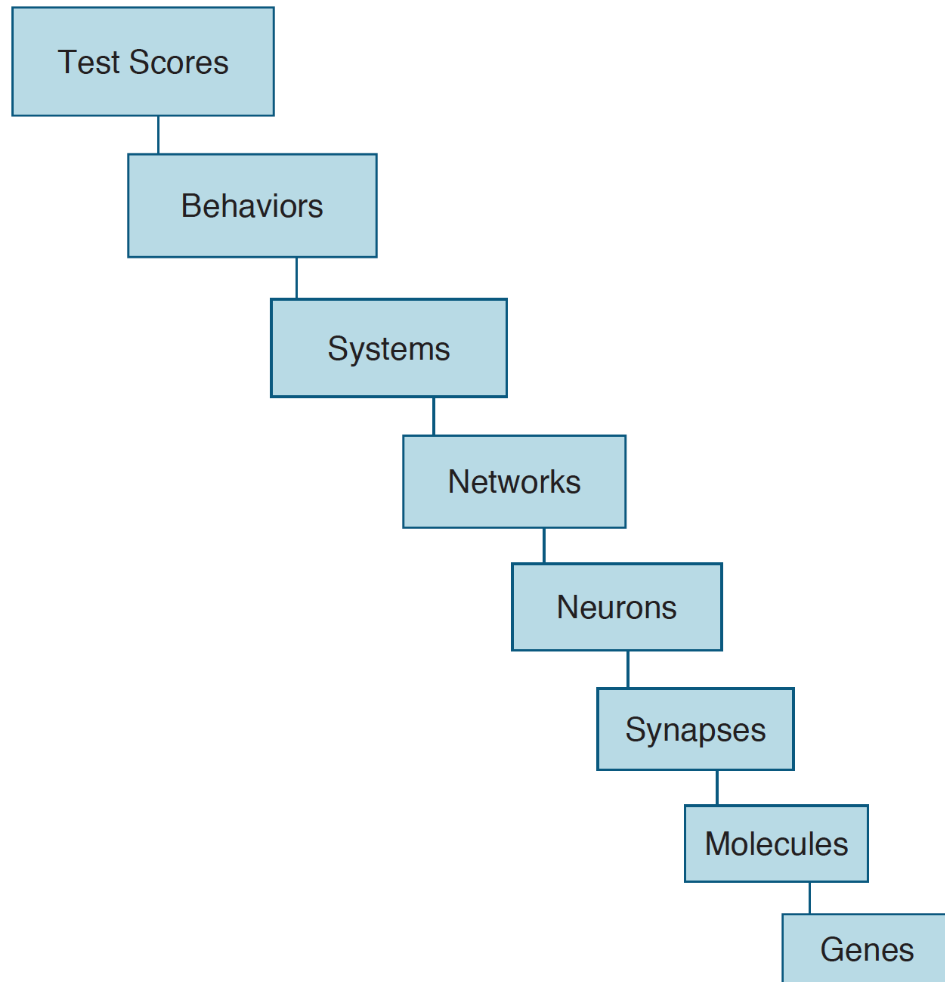 Test Scores
Behaviors
Systems
Networks
Neurons
Synapses
Molecules
Genes